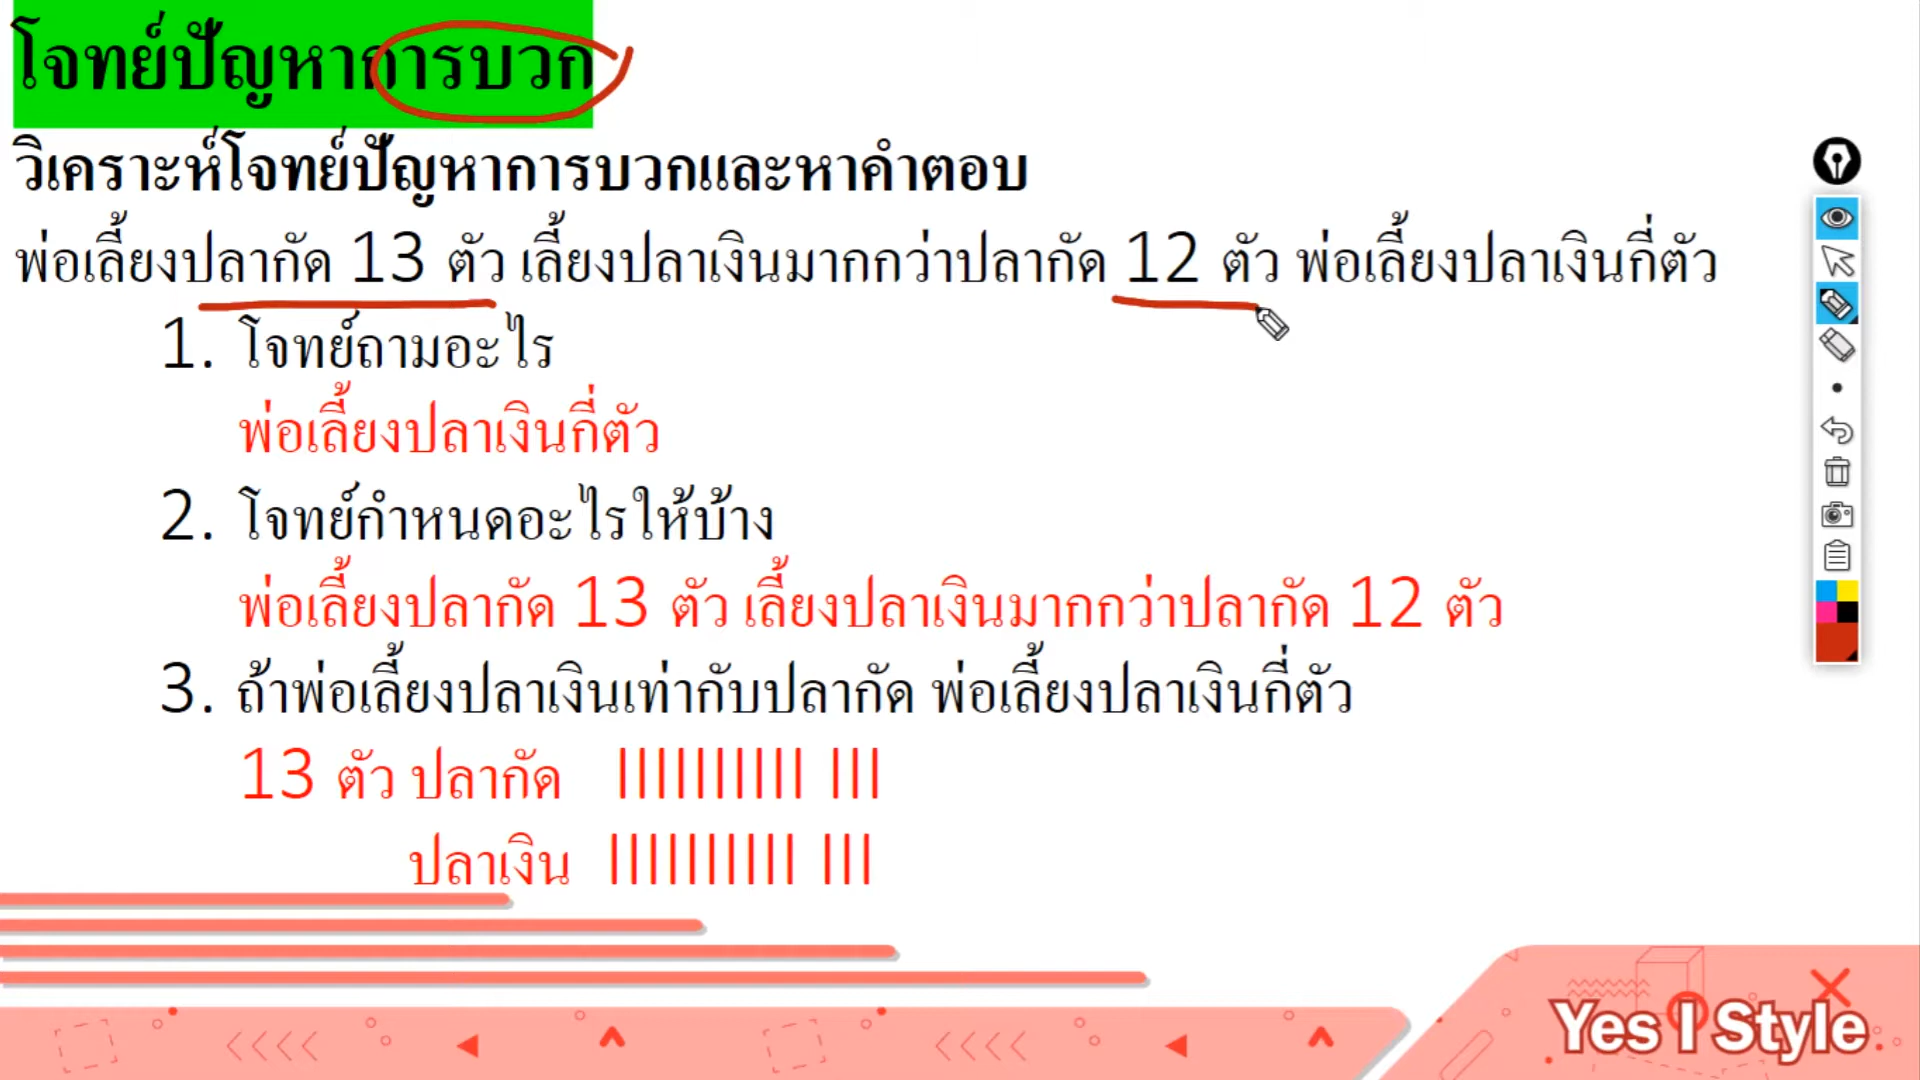 โจทย์ปัญหาการบวก
วิเคราะห์โจทย์ปัญหาการบวกและหาคำตอบ
พ่อเลี้ยงปลากัด 13 ตัว เลี้ยงปลาเงินมากกว่าปลากัด 12 ตัว พ่อเลี้ยงปลาเงินกี่ตัว
1. โจทย์ถามอะไร
พ่อเลี้ยงปลาเงินกี่ตัว
2. โจทย์กำหนดอะไรให้บ้าง
พ่อเลี้ยงปลากัด 13 ตัว เลี้ยงปลาเงินมากกว่าปลากัด 12 ตัว
3. ถ้าพ่อเลี้ยงปลาเงินเท่ากับปลากัด พ่อเลี้ยงปลาเงินกี่ตัว
13 ตัว ปลากัด llllllllll lll
ปลาเงิน llllllllll lll
Yes I Style